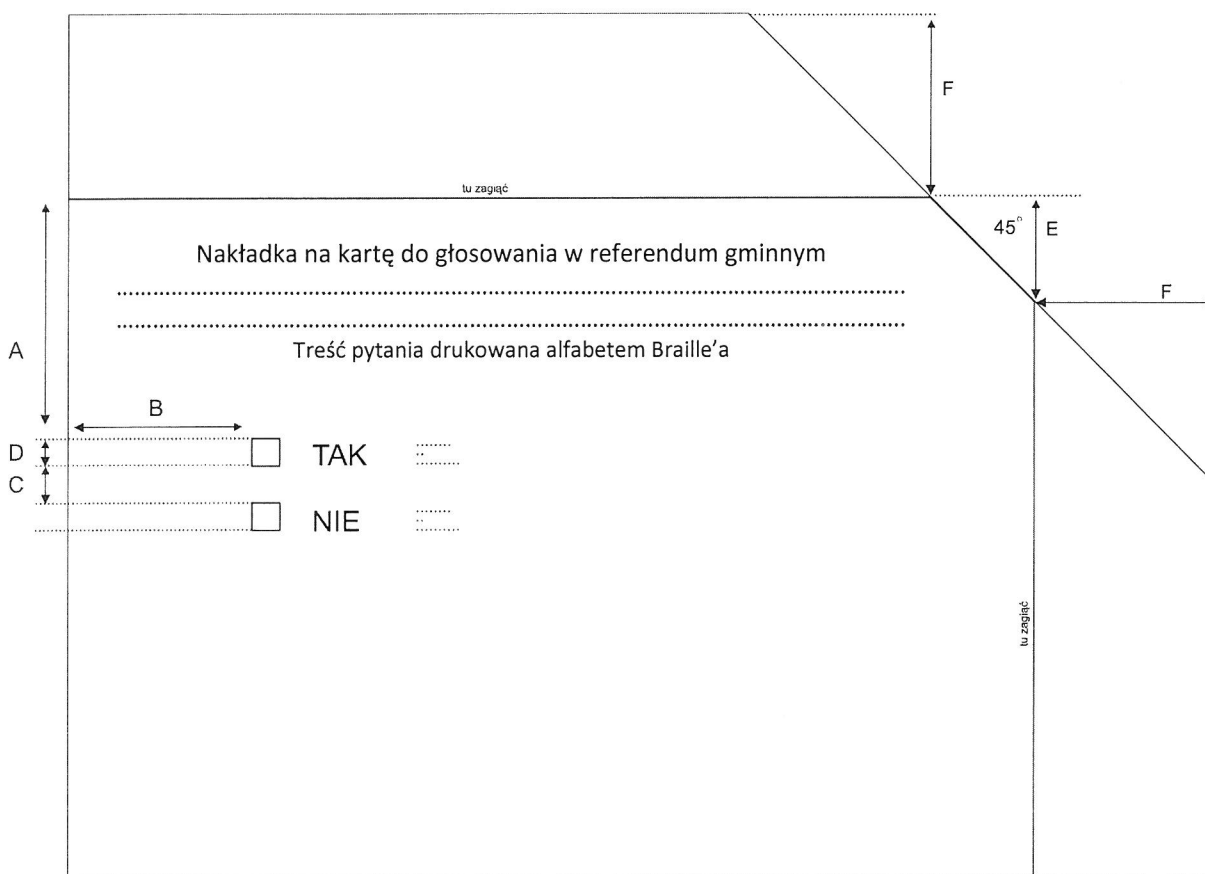 F
tu zagiąć
45° E
Nakładka na kartę do głosowania w referendum gminnym
F
A
Treść pytania drukowana alfabetem Braille’a
B
D
TAK
C
NIE
tu zagiąć